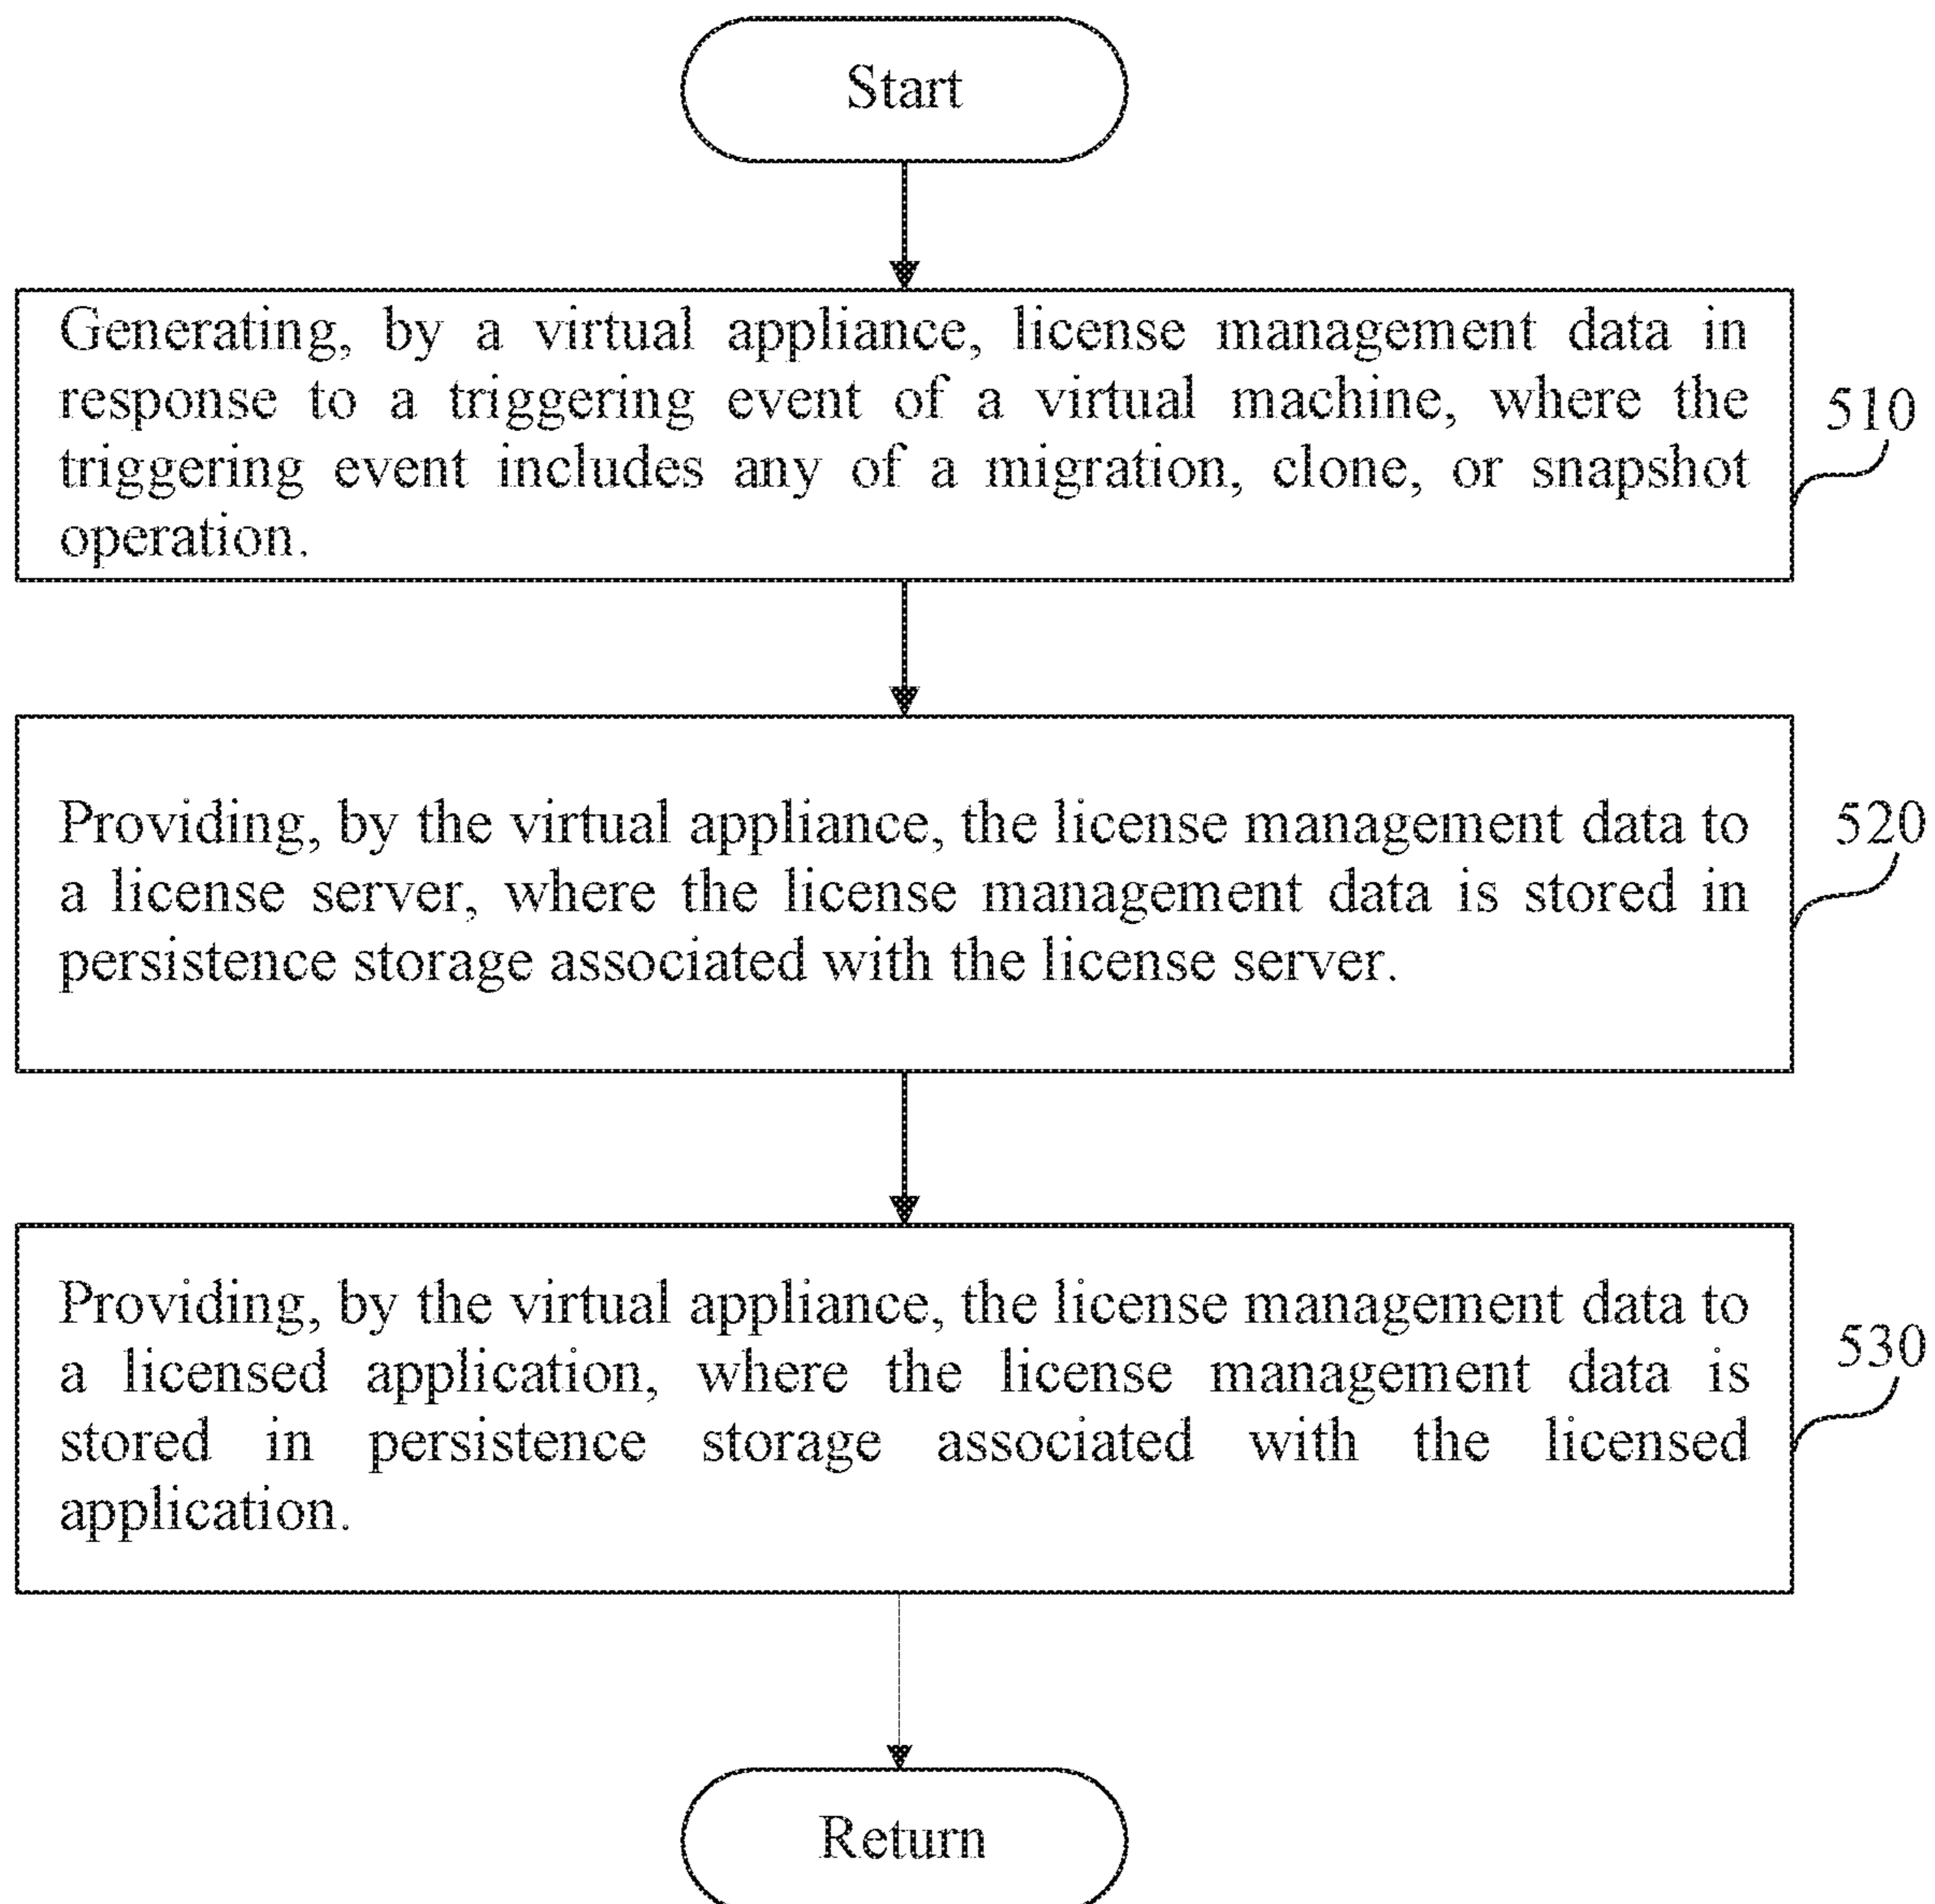 Start
Generating, by a virtual appliance, license management data in
response to a triggering event of a virtual machine, where the
triggering event includes any of a migration, clone, or snapshot
operation.
510
Providing, by the virtual appliance, the license management data to
a license server, where the license management data is stored in
persistence storage associated with the license server.
520
Providing, by the virtual appliance, the license management data to
a licensed application, where the license management data is
stored in persistence storage associated with the licensed
application.
530
Return